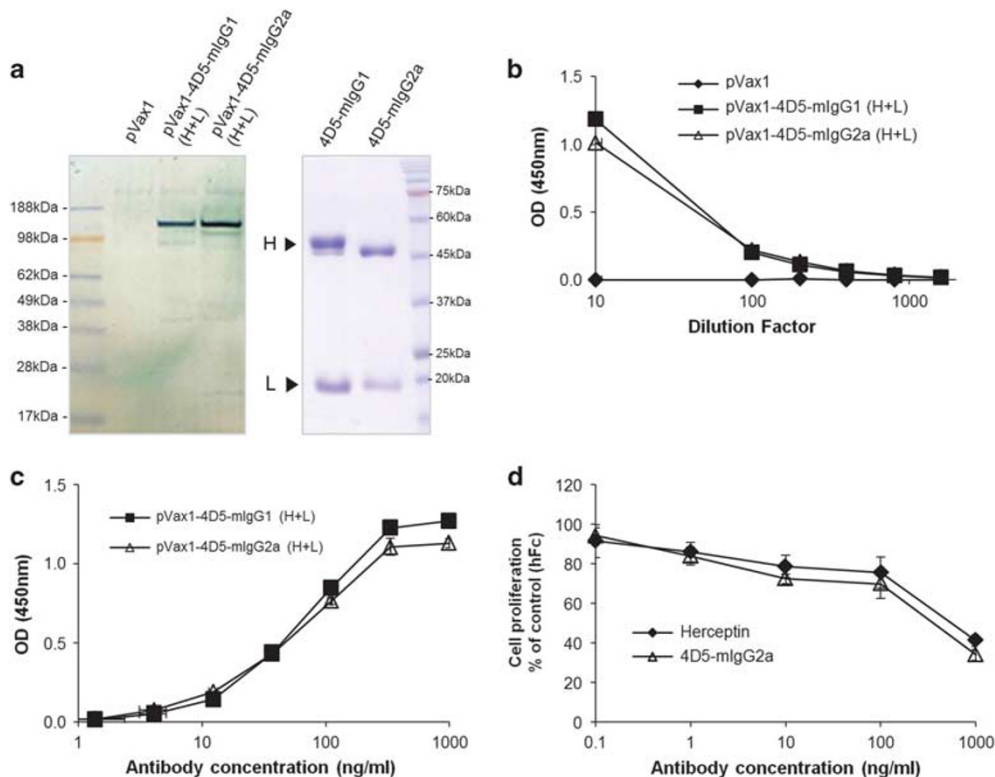 a
pVax1
pVax1-4D5-mIgG1
(H+L)
pVax1-4D5-mIgG2a
(H+L)
188kDa -
98kDa -
62kDa -
49kDa -
38kDa -
28kDa -
17kDa -
4D5-mIgG1
4D5-mIgG2a
H
L
-75kDa
-60kDa
-45kDa
-37kDa
-25kDa
-20kDa
b
1.5
1.0
0.5
0.0
OD (450nm)
pVax1
pVax1-4D5-mIgG1 (H+L)
pVax1-4D5-mIgG2a (H+L)
10 100 1000
Dilution Factor
c
1.5
1.0
0.5
0.0
OD (450nm)
pVax1-4D5-mIgG1 (H+L)
pVax1-4D5-mIgG2a (H+L)
1 10 100 1000
Antibody concentration (ng/ml)
d
120
100
80
60
40
20
0
Cell proliferation
% of control (hFc)
Herceptin
4D5-mIgG2a
0.1 1 10 100 1000
Antibody concentration (ng/ml)